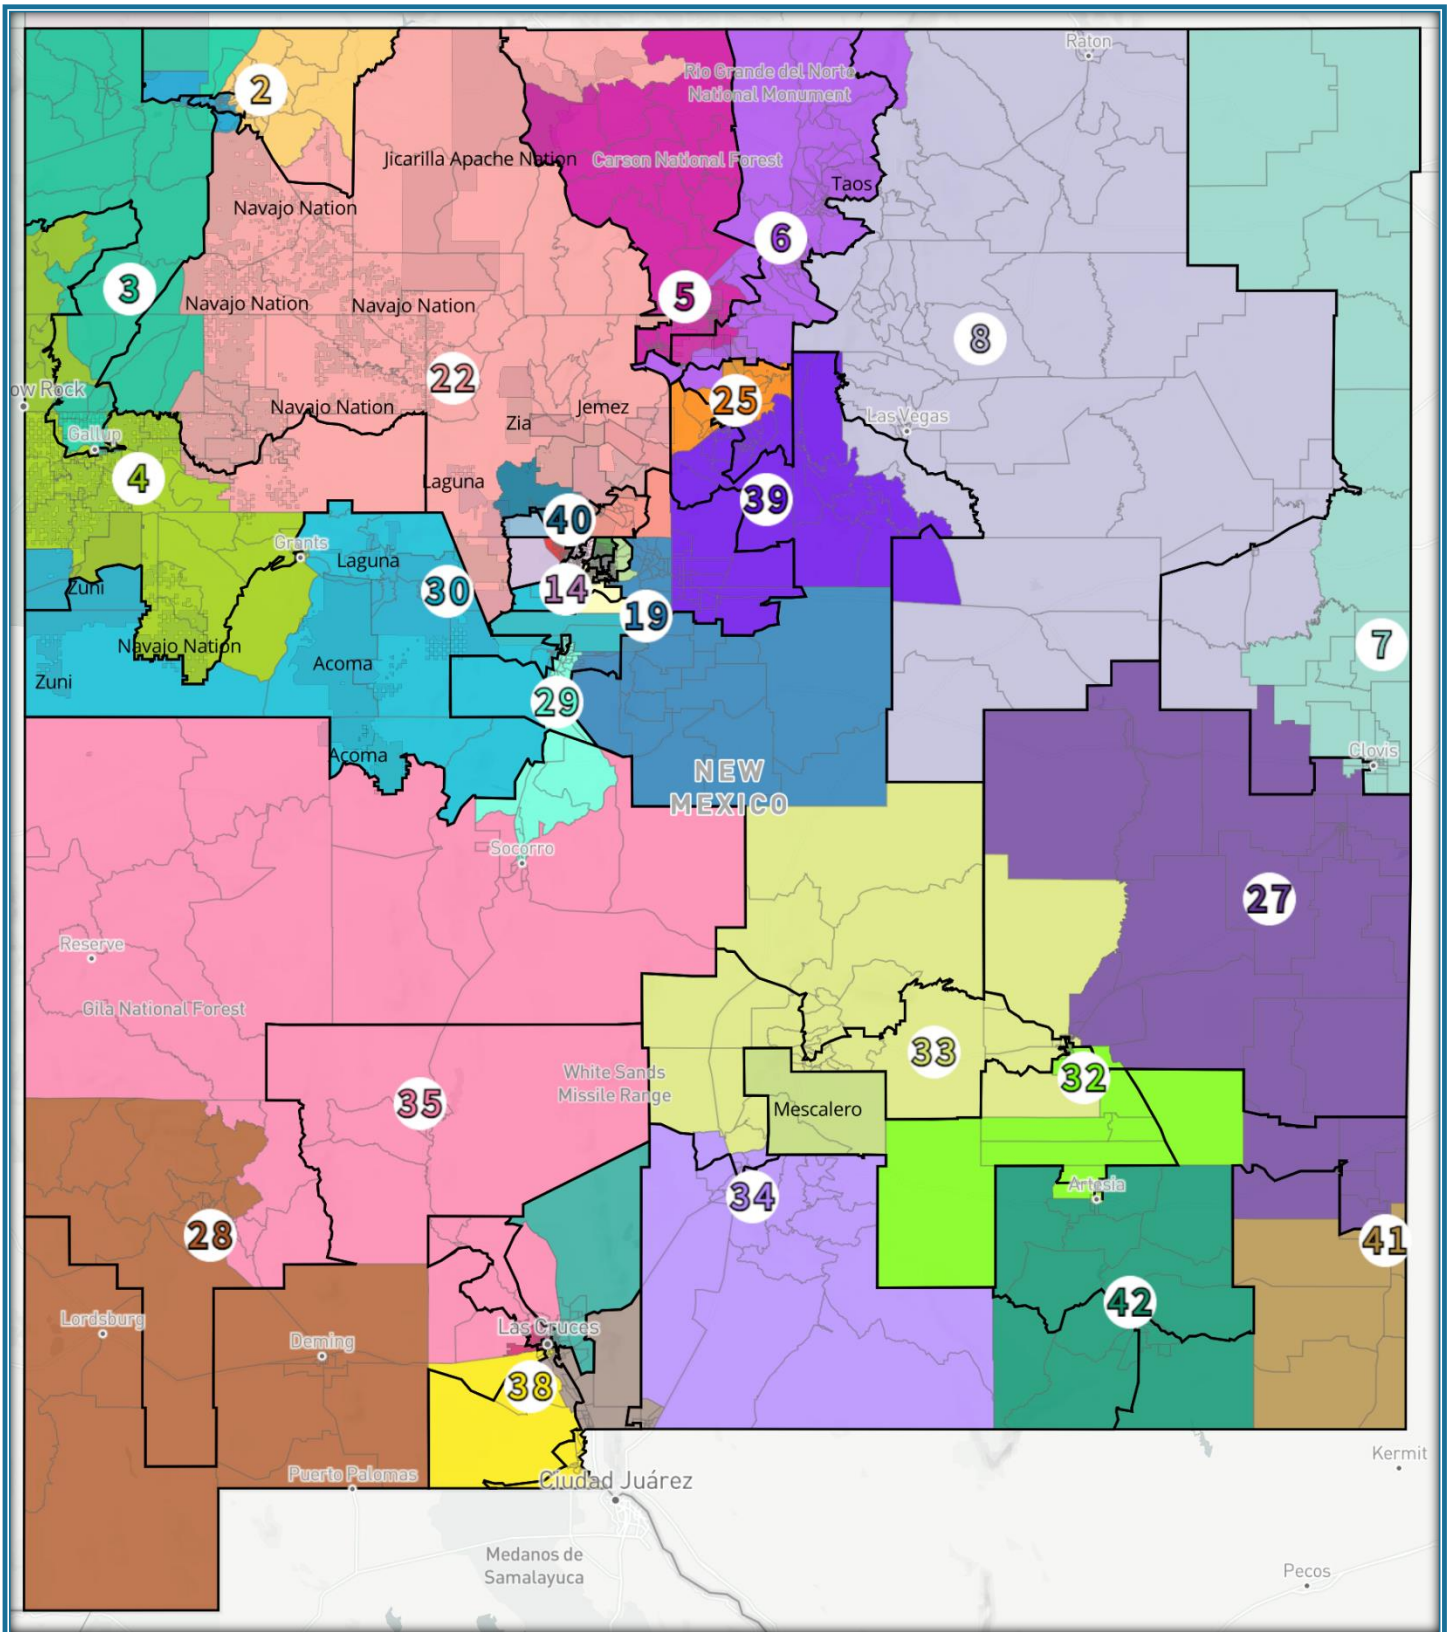 Raton
Rio Grande del Norte
National Monument
2
Jicarilla Apache Nation
Carson National Forest
Taos
Navajo Nation
6
3
5
Navajo Nation
Navajo Nation
8
22
ow Rock
25
Navajo Nation
Jemez
Zia
Las Vegas
Gallup
4
Laguna
39
40
Grants
Laguna
Zuni
30
14
19
Navajo Nation
7
Acoma
Zuni
29
Acoma
Clovis
NEW
MEXICO
Socorro
27
Reserve
Gila National Forest
33
White Sands
Missile Range
32
35
Mescalero
Artesia
34
28
41
42
Lordsburg
Las Cruces
Deming
38
Kermit
Puerto Palomas
Ciudad Juárez
Medanos de
Samalayuca
Pecos